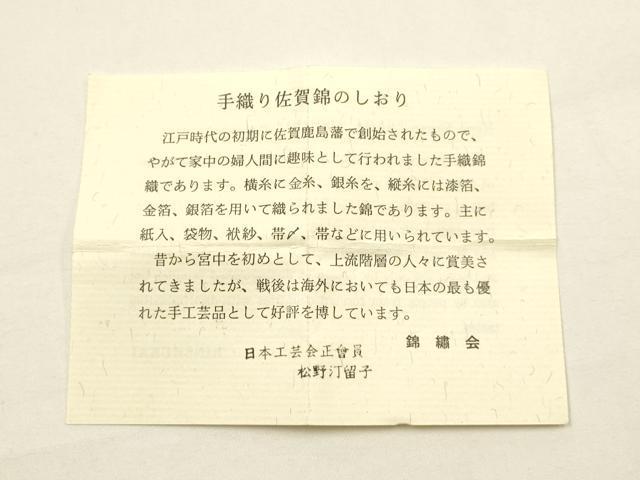 手織り佐賀錦のしおり
江戸時代の初期に佐賀鹿島藩で創始されたもので、
やがて家中の婦人間に趣味として行われました手織錦
織であります。横糸に金糸、銀糸を、縦糸には漆箔、
金箔、銀箔を用いて織られました錦であります。主に
紙入、袋物、袱紗、帯〆、帯などに用いられています。
昔から宮中を初めとして、上流階層の人々に賞美さ
れてきましたが、戦後は海外においても日本の最も優
れた手工芸品として好評を博しています。
錦繡会
日本工芸会正會員
松野汀留子